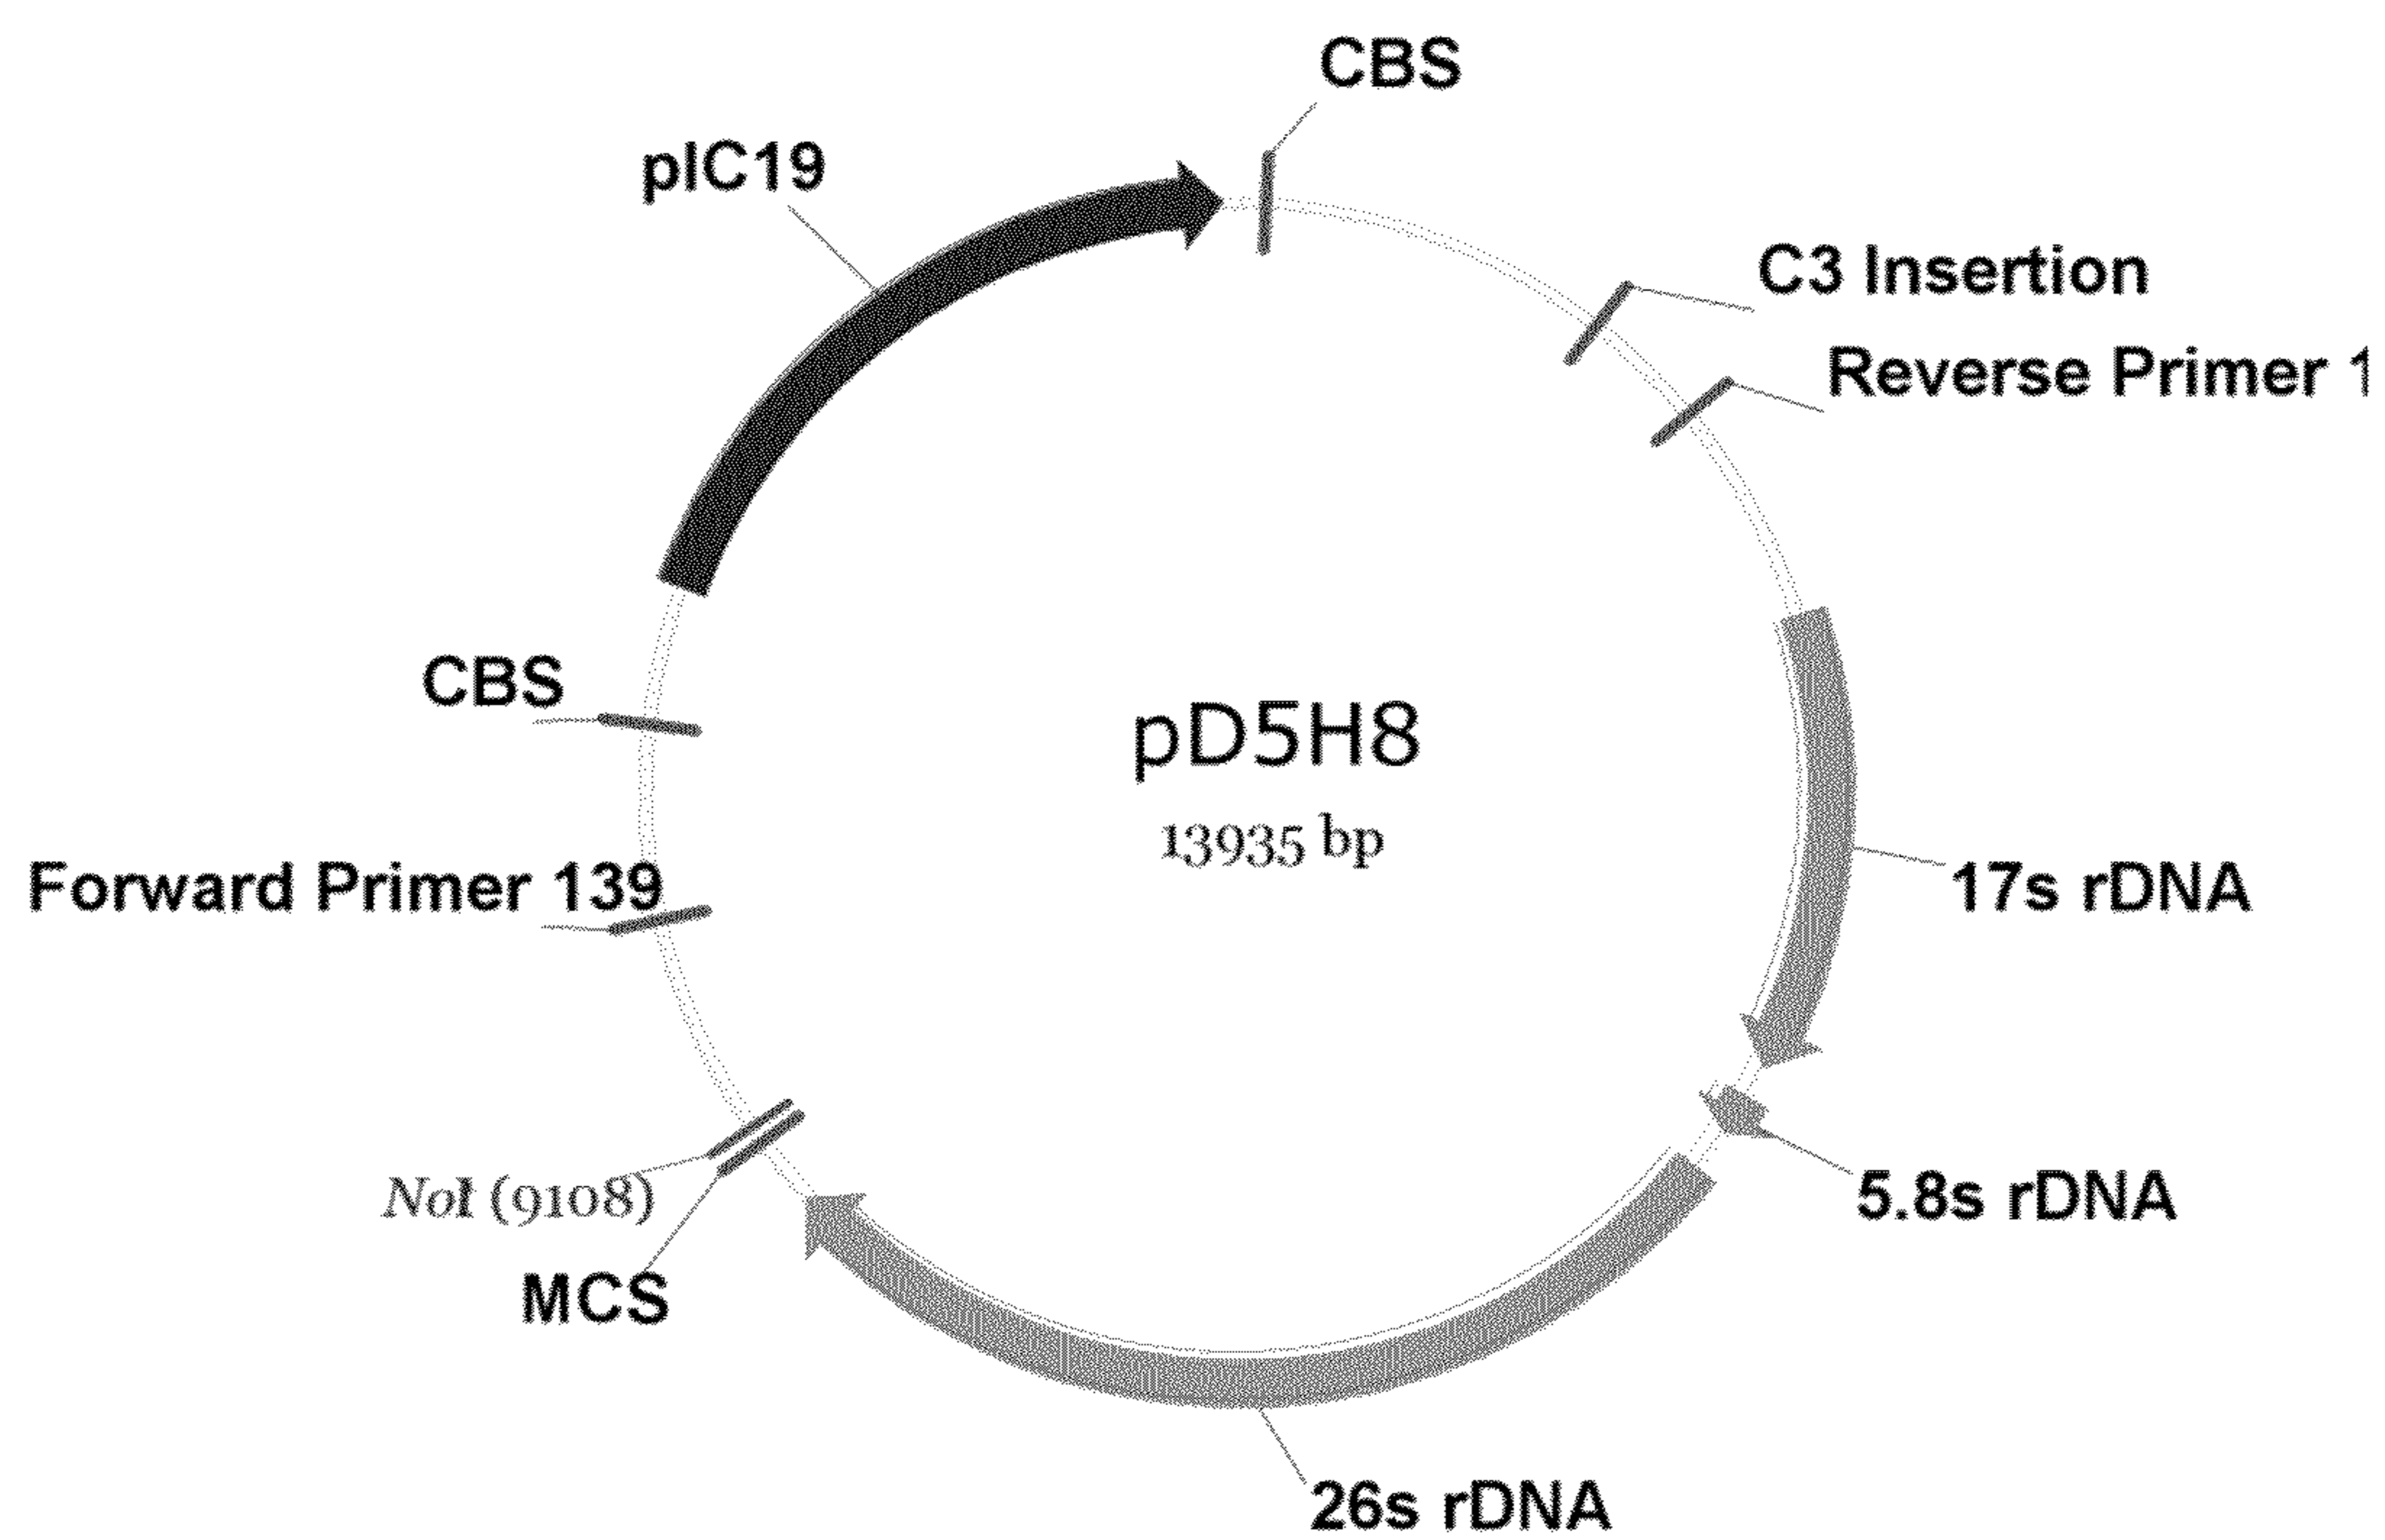 CBS
pIC19
C3 Insertion
Reverse Primer 1
CBS
pD5H8
13935 bp
Forward Primer 139
17s rDNA
NotI (9108)
5.8s rDNA
MCS
26s rDNA